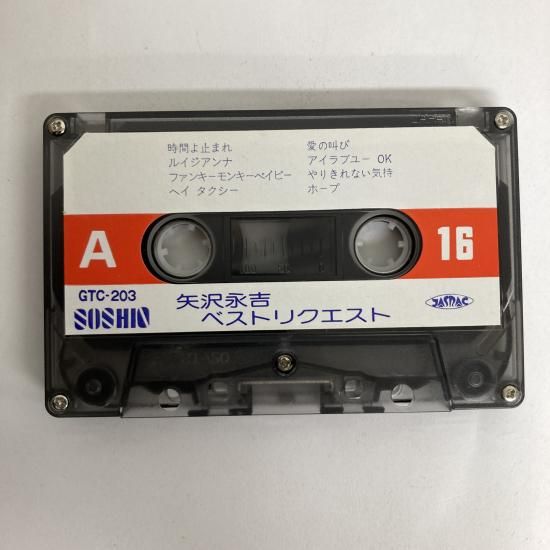 時間よ止まれ
ルイジアンナ
ファンキーモンキーベイビー
ヘイ タクシー
愛の叫び
アイラブユー OK
やりきれない気持
ホープ
A
16
GTC-203
SOSHIN
JASRAC
矢沢永吉
ベストリクエスト